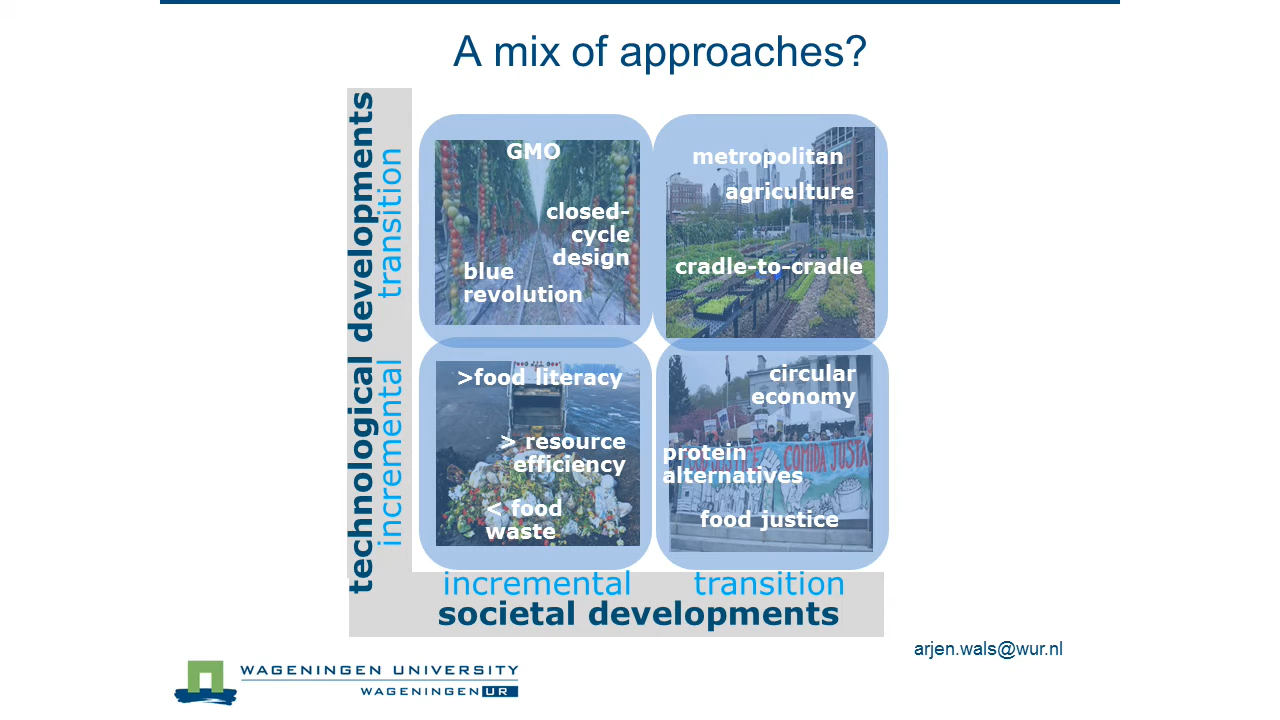 A mix of approaches?
technological developments
transition
incremental
GMO
closed-
cycle
design
blue
revolution
metropolitan
agriculture
cradle-to-cradle
>food literacy
> resource
efficiency
< food
waste
circular
economy
protein
alternatives
food justice
COMIDA JUSTA
incremental
transition
societal developments
arjen.wals@wur.nl
WAGENINGEN UNIVERSITY
WAGENINGEN UR